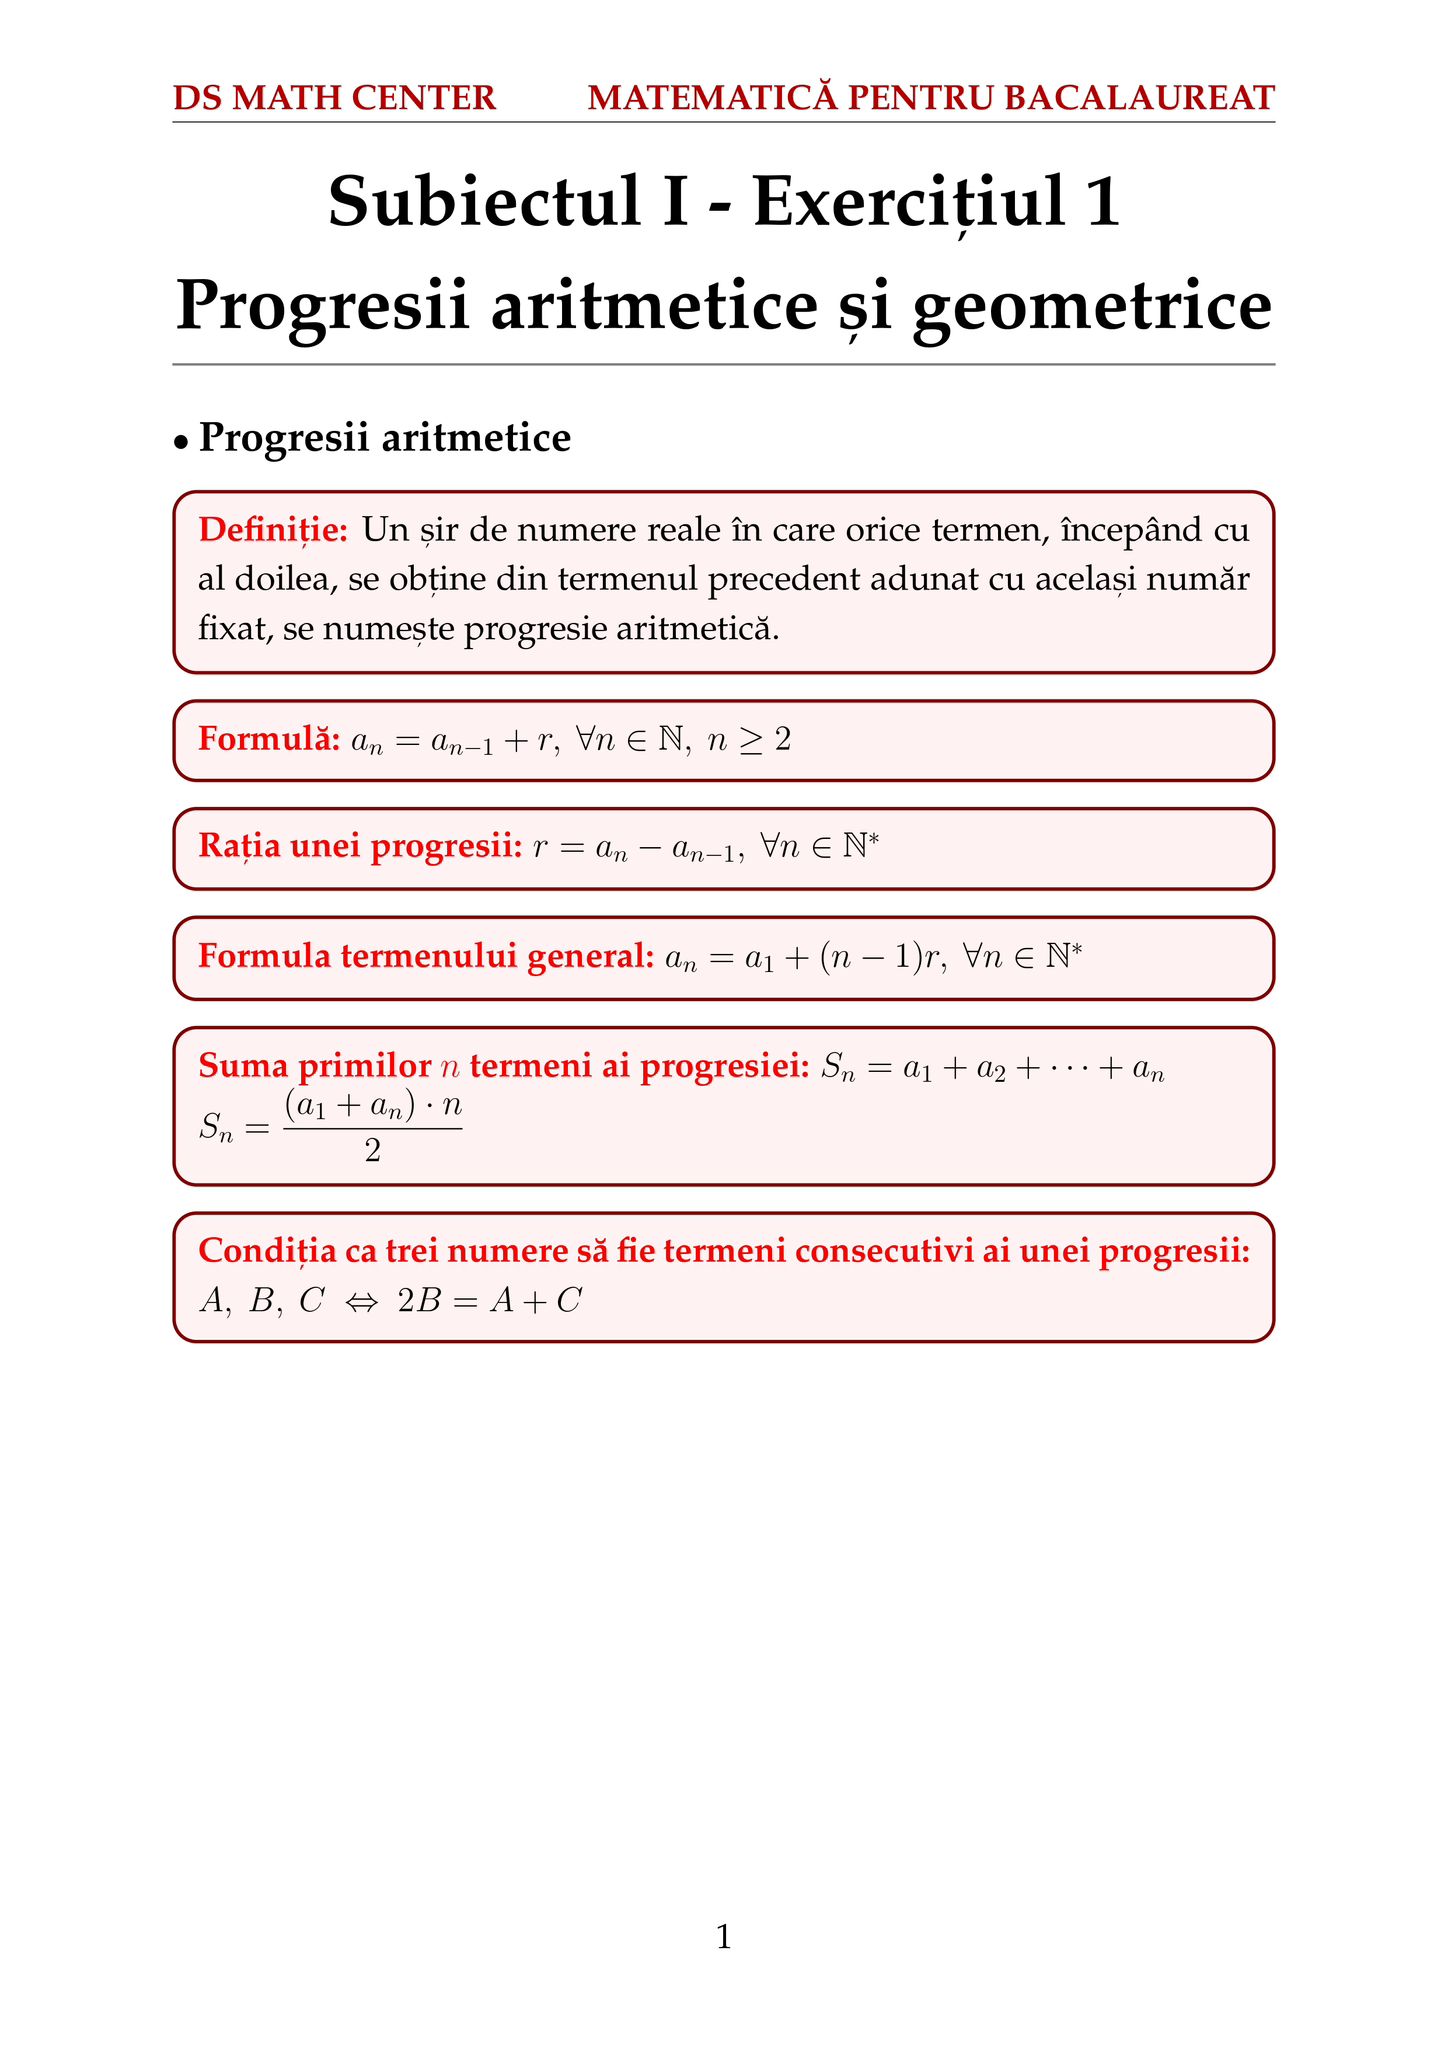 DS MATH CENTER MATEMATICĂ PENTRU BACALAUREAT
Subiectul I - Exercițiul 1
Progresii aritmetice și geometrice
• Progresii aritmetice
Definiție: Un șir de numere reale în care orice termen, începând cu
al doilea, se obține din termenul precedent adunat cu același număr
fixat, se numește progresie aritmetică.
Formulă: $a_n = a_{n-1} + r,\ \forall n \in \mathbb{N},\ n \geq 2$
Rația unei progresii: $r = a_n - a_{n-1},\ \forall n \in \mathbb{N}^*$
Formula termenului general: $a_n = a_1 + (n-1)r,\ \forall n \in \mathbb{N}^*$
Suma primilor $n$ termeni ai progresiei: $S_n = a_1 + a_2 + \cdots + a_n$
$S_n = \dfrac{(a_1 + a_n) \cdot n}{2}$
Condiția ca trei numere să fie termeni consecutivi ai unei progresii:
$A,\ B,\ C \Leftrightarrow 2B = A + C$
1